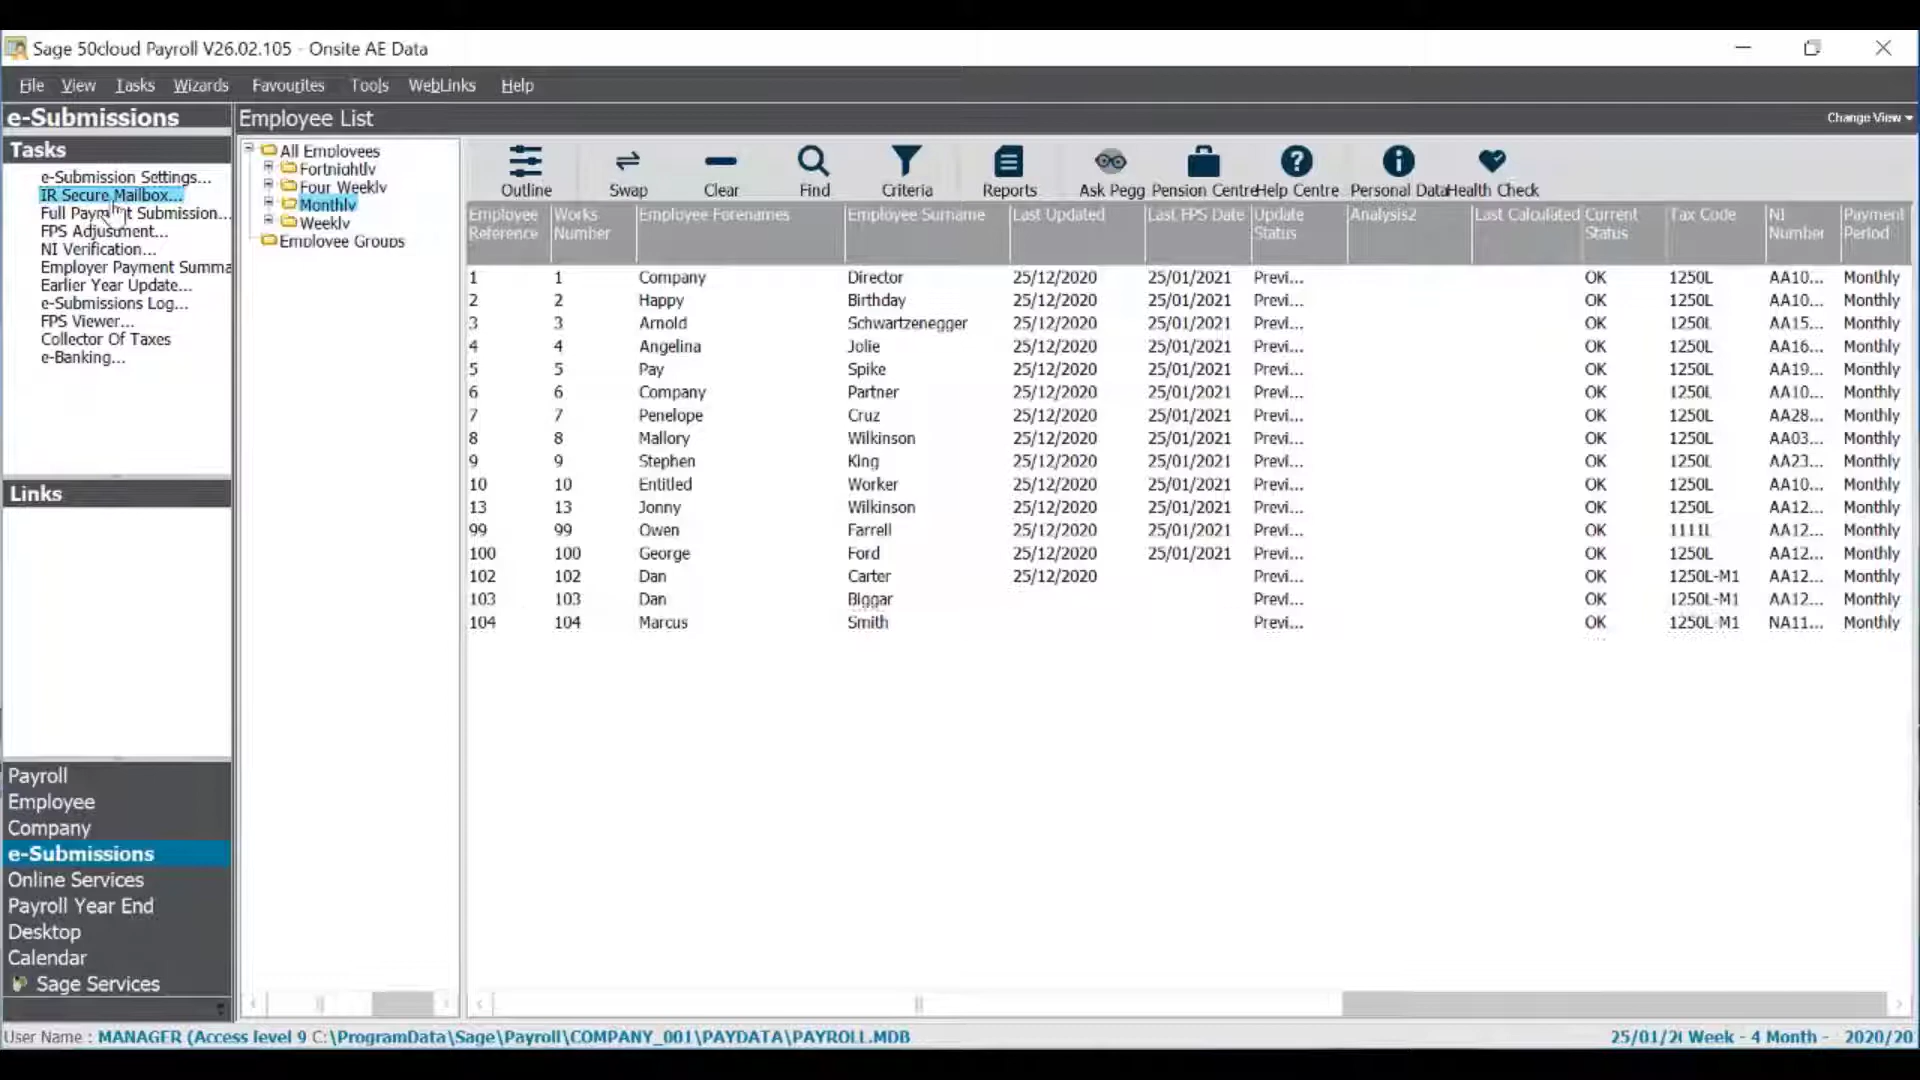 Sage 50cloud Payroll V26.02.105 - Onsite AE Data
File View Tasks Wizards Favourites Tools WebLinks Help
e-Submissions
Employee List
Change View
Tasks
e-Submission Settings...
IR Secure Mailbox...
Full Payment Submission...
FPS Adjustment...
NI Verification...
Employer Payment Summa
Earlier Year Update...
e-Submissions Log...
FPS Viewer...
Collector Of Taxes
e-Banking...
Links
Payroll
Employee
Company
e-Submissions
Online Services
Payroll Year End
Desktop
Calendar
Sage Services
All Employees
Fortnightly
Four Weekly
Monthly
Weekly
Employee Groups
Outline Swap Clear Find Criteria Reports Ask Pegg Pension Centre Help Centre Personal Data Health Check
Employee Reference Works Number Employee Forenames Employee Surname Last Updated Last FPS Date Update Status Analysis2 Last Calculated Current Status Tax Code NI Number Payment Period
1 1 Company Director 25/12/2020 25/01/2021 Previ... OK 1250L AA10... Monthly
2 2 Happy Birthday 25/12/2020 25/01/2021 Previ... OK 1250L AA10... Monthly
3 3 Arnold Schwartzenegger 25/12/2020 25/01/2021 Previ... OK 1250L AA15... Monthly
4 4 Angelina Jolie 25/12/2020 25/01/2021 Previ... OK 1250L AA16... Monthly
5 5 Pay Spike 25/12/2020 25/01/2021 Previ... OK 1250L AA19... Monthly
6 6 Company Partner 25/12/2020 25/01/2021 Previ... OK 1250L AA10... Monthly
7 7 Penelope Cruz 25/12/2020 25/01/2021 Previ... OK 1250L AA28... Monthly
8 8 Mallory Wilkinson 25/12/2020 25/01/2021 Previ... OK 1250L AA03... Monthly
9 9 Stephen King 25/12/2020 25/01/2021 Previ... OK 1250L AA23... Monthly
10 10 Entitled Worker 25/12/2020 25/01/2021 Previ... OK 1250L AA10... Monthly
13 13 Jonny Wilkinson 25/12/2020 25/01/2021 Previ... OK 1250L AA12... Monthly
99 99 Owen Farrell 25/12/2020 25/01/2021 Previ... OK 1111L AA12... Monthly
100 100 George Ford 25/12/2020 25/01/2021 Previ... OK 1250L AA12... Monthly
102 102 Dan Carter 25/12/2020 Previ... OK 1250L-M1 AA12... Monthly
103 103 Dan Biggar Previ... OK 1250L-M1 AA12... Monthly
104 104 Marcus Smith Previ... OK 1250L-M1 NA11... Monthly
User Name : MANAGER (Access level 9 C:\ProgramData\Sage\Payroll\COMPANY_001\PAYDATA\PAYROLL.MDB
25/01/2( Week - 4 Month - 2020/20